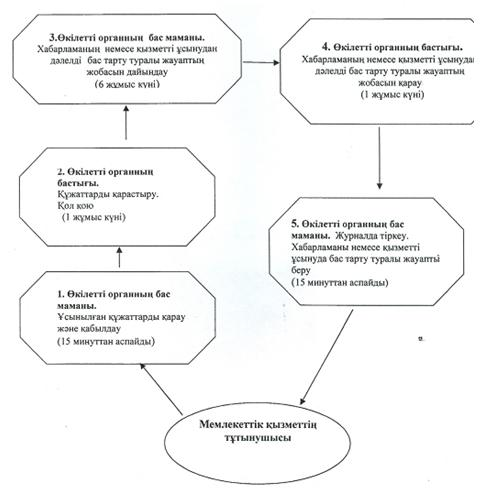 3.Өкілетті органның бас маманы.
Хабарламаның немесе қызметті ұсынудан
дәлелді бас тарту туралы жауаптың
жобасын дайындау
(6 жұмыс күні)
4. Өкілетті органның бастығы.
Хабарламаның немесе қызметті ұсынудан
дәлелді бас тарту туралы жауаптың
жобасын қарау
(1 жұмыс күні)
2. Өкілетті органның
бастығы.
Құжаттарды қарастыру.
Қол қою
(1 жұмыс күні)
5. Өкілетті органның бас
маманы. Журналда тіркеу.
Хабарламаны немесе қызметті
ұсынуда бас тарту туралы жауапты
беру
(15 минуттан аспайды)
1. Өкілетті органның бас
маманы.
Ұсынылған құжаттарды қарау
және қабылдау
(15 минуттан аспайды)
Мемлекеттік қызметтің
тұтынушысы